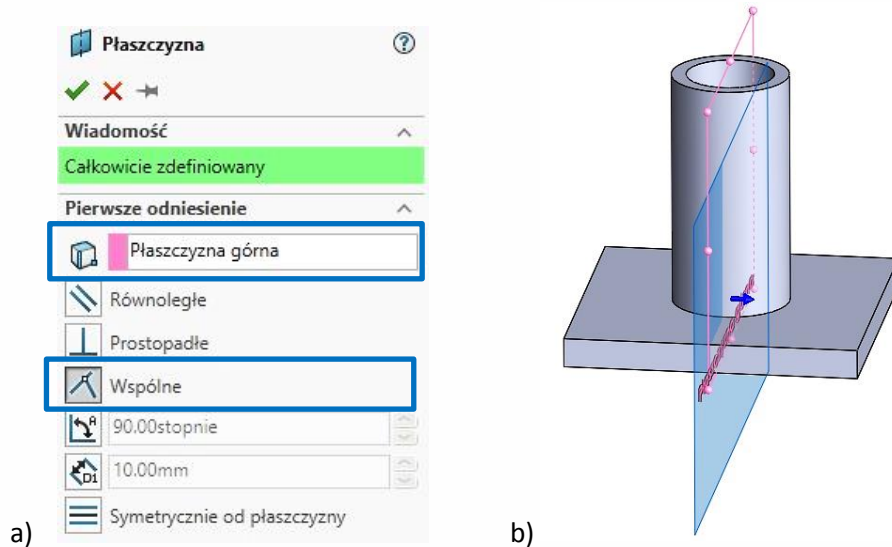 Płaszczyzna
Wiadomość
Całkowicie zdefiniowany
Pierwsze odniesienie
Płaszczyzna górna
Równoległe
Prostopadłe
Wspólne
90.00stopnie
10.00mm
Symetrycznie od płaszczyzny
a)
b)